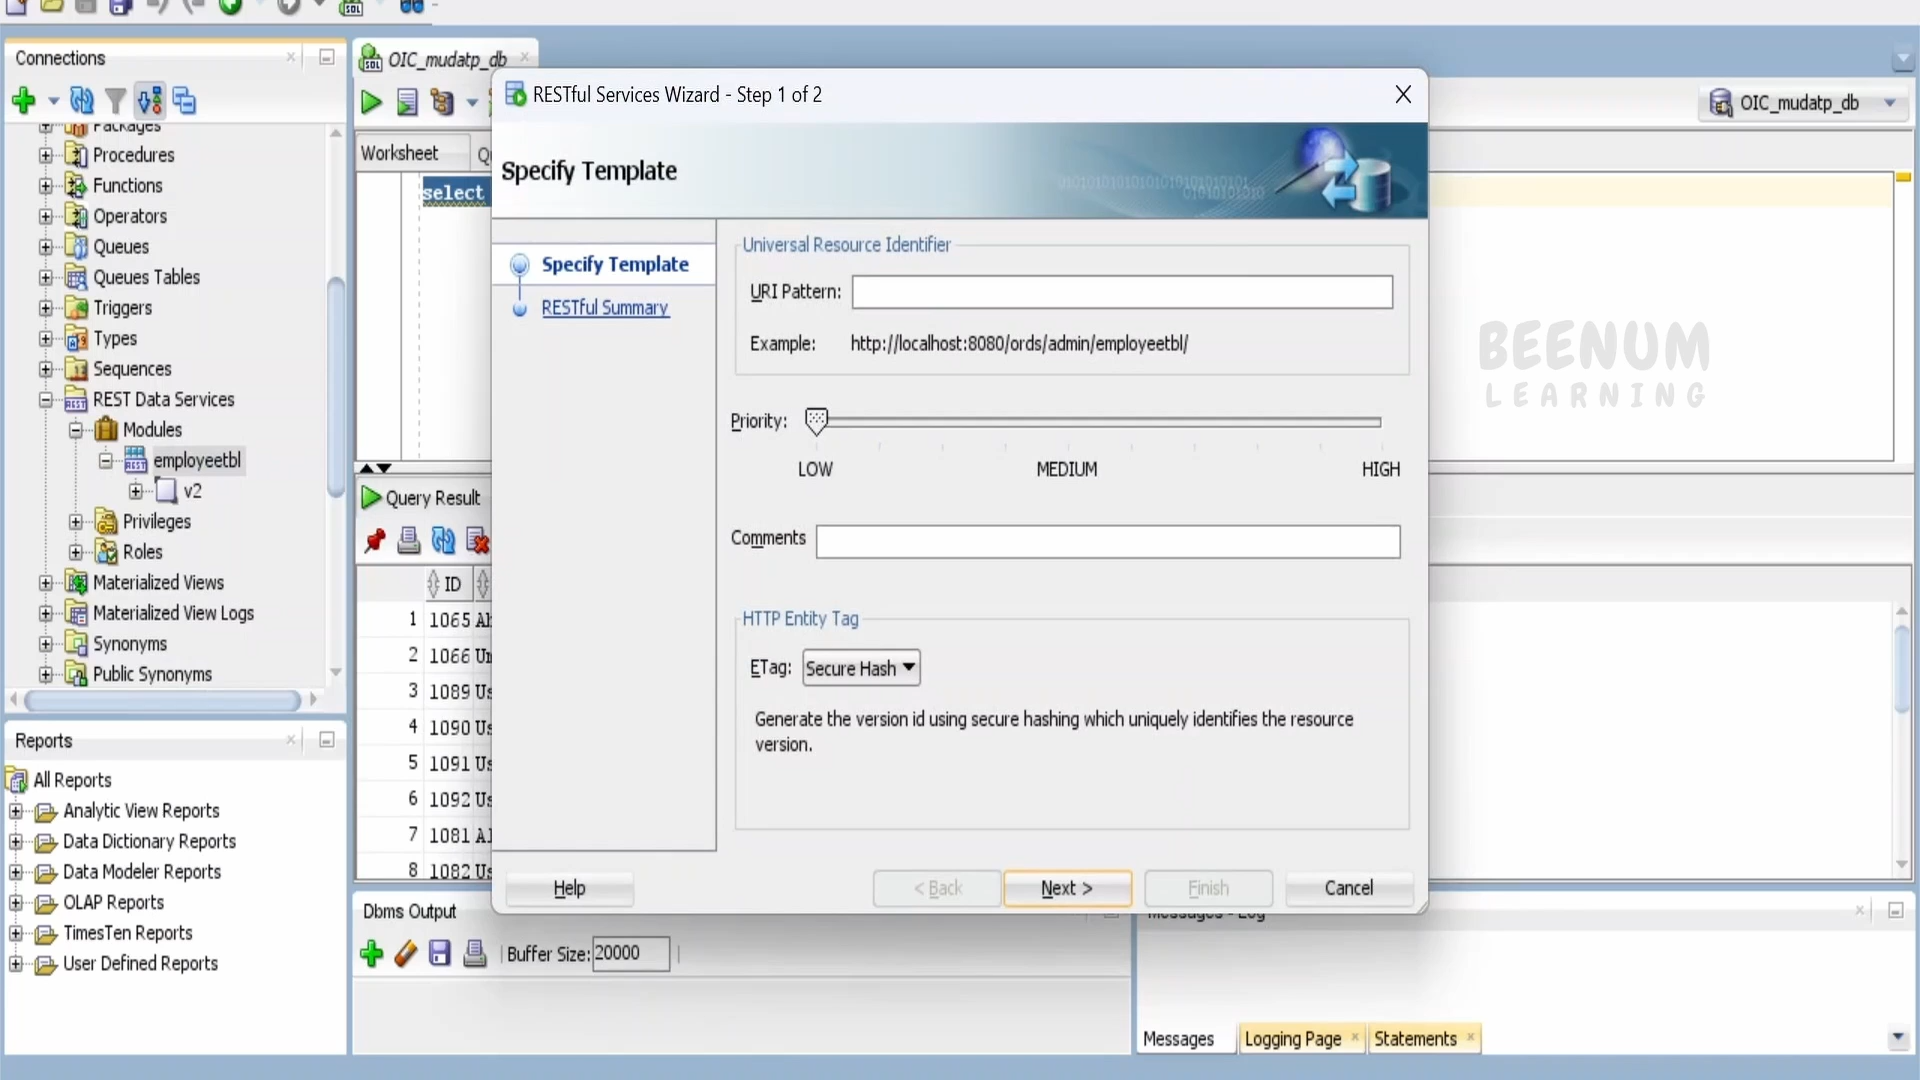 Connections
OIC_mudatp_db
RESTful Services Wizard - Step 1 of 2
OIC_mudatp_db
Packages
Procedures
Functions
Operators
Queues
Queues Tables
Triggers
Types
Sequences
REST Data Services
Modules
employeetbl
v2
Privileges
Roles
Materialized Views
Materialized View Logs
Synonyms
Public Synonyms
Worksheet
select
Specify Template
01010101010101010101010101
01010101010
Specify Template
RESTful Summary
Universal Resource Identifier
URI Pattern:
Example: http://localhost:8080/ords/admin/employeetbl/
Priority:
LOW MEDIUM HIGH
Comments
HTTP Entity Tag
ETag: Secure Hash
Generate the version id using secure hashing which uniquely identifies the resource
version.
Help < Back Next > Finish Cancel
BEENUM
LEARNING
Query Result
ID
1 1065
2 1066
3 1089
4 1090
5 1091
6 1092
7 1081
8 1082
Reports
All Reports
Analytic View Reports
Data Dictionary Reports
Data Modeler Reports
OLAP Reports
TimesTen Reports
User Defined Reports
Dbms Output
Buffer Size: 20000
Messages - Log
Messages Logging Page Statements